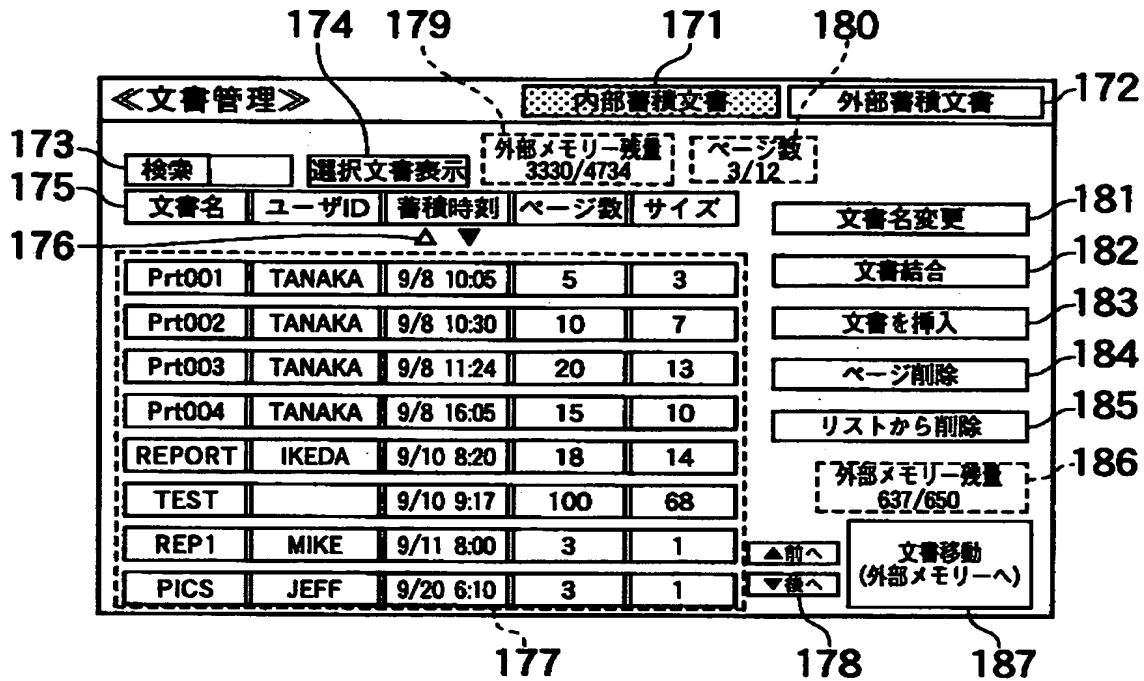 174 179 171 180
≪文書管理≫ 内部蓄積文書 外部蓄積文書 172
173 検索 選択文書表示 外部メモリー残量 ページ数
3330/4734 3/12
175 文書名 ユーザID 蓄積時刻 ページ数 サイズ 文書名変更 181
176 △ ▼
文書結合 182
Prt001 TANAKA 9/8 10:05 5 3
Prt002 TANAKA 9/8 10:30 10 7 文書を挿入 183
Prt003 TANAKA 9/8 11:24 20 13 ページ削除 184
Prt004 TANAKA 9/8 16:05 15 10 リストから削除 185
REPORT IKEDA 9/10 8:20 18 14 外部メモリー残量 186
TEST 9/10 9:17 100 68 637/650
REP1 MIKE 9/11 8:00 3 1 ▲前へ 文書移動
PICS JEFF 9/20 6:10 3 1 ▼後へ (外部メモリーへ)
177 178 187